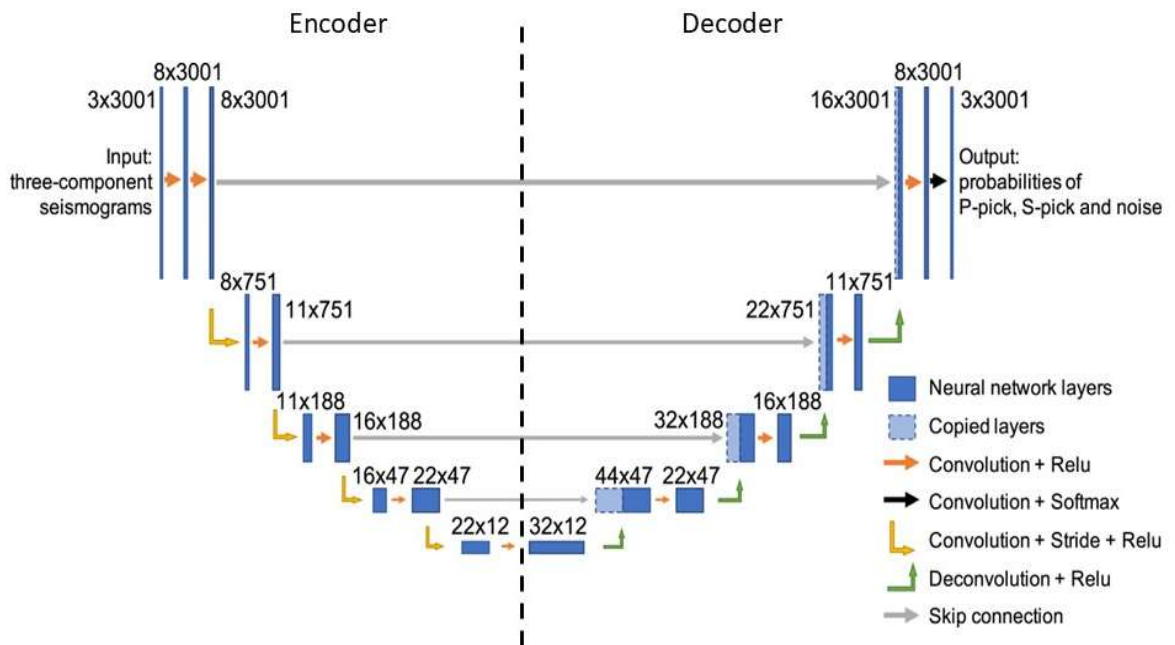 Encoder
Decoder
8x3001
3x3001
8x3001
Input:
three-component
seismograms
8x3001
16x3001
3x3001
Output:
probabilities of
P-pick, S-pick and noise
8x751
11x751
11x751
22x751
11x188
16x188
16x188
32x188
16x47
22x47
44x47
22x47
22x12
32x12
Neural network layers
Copied layers
Convolution + Relu
Convolution + Softmax
Convolution + Stride + Relu
Deconvolution + Relu
Skip connection